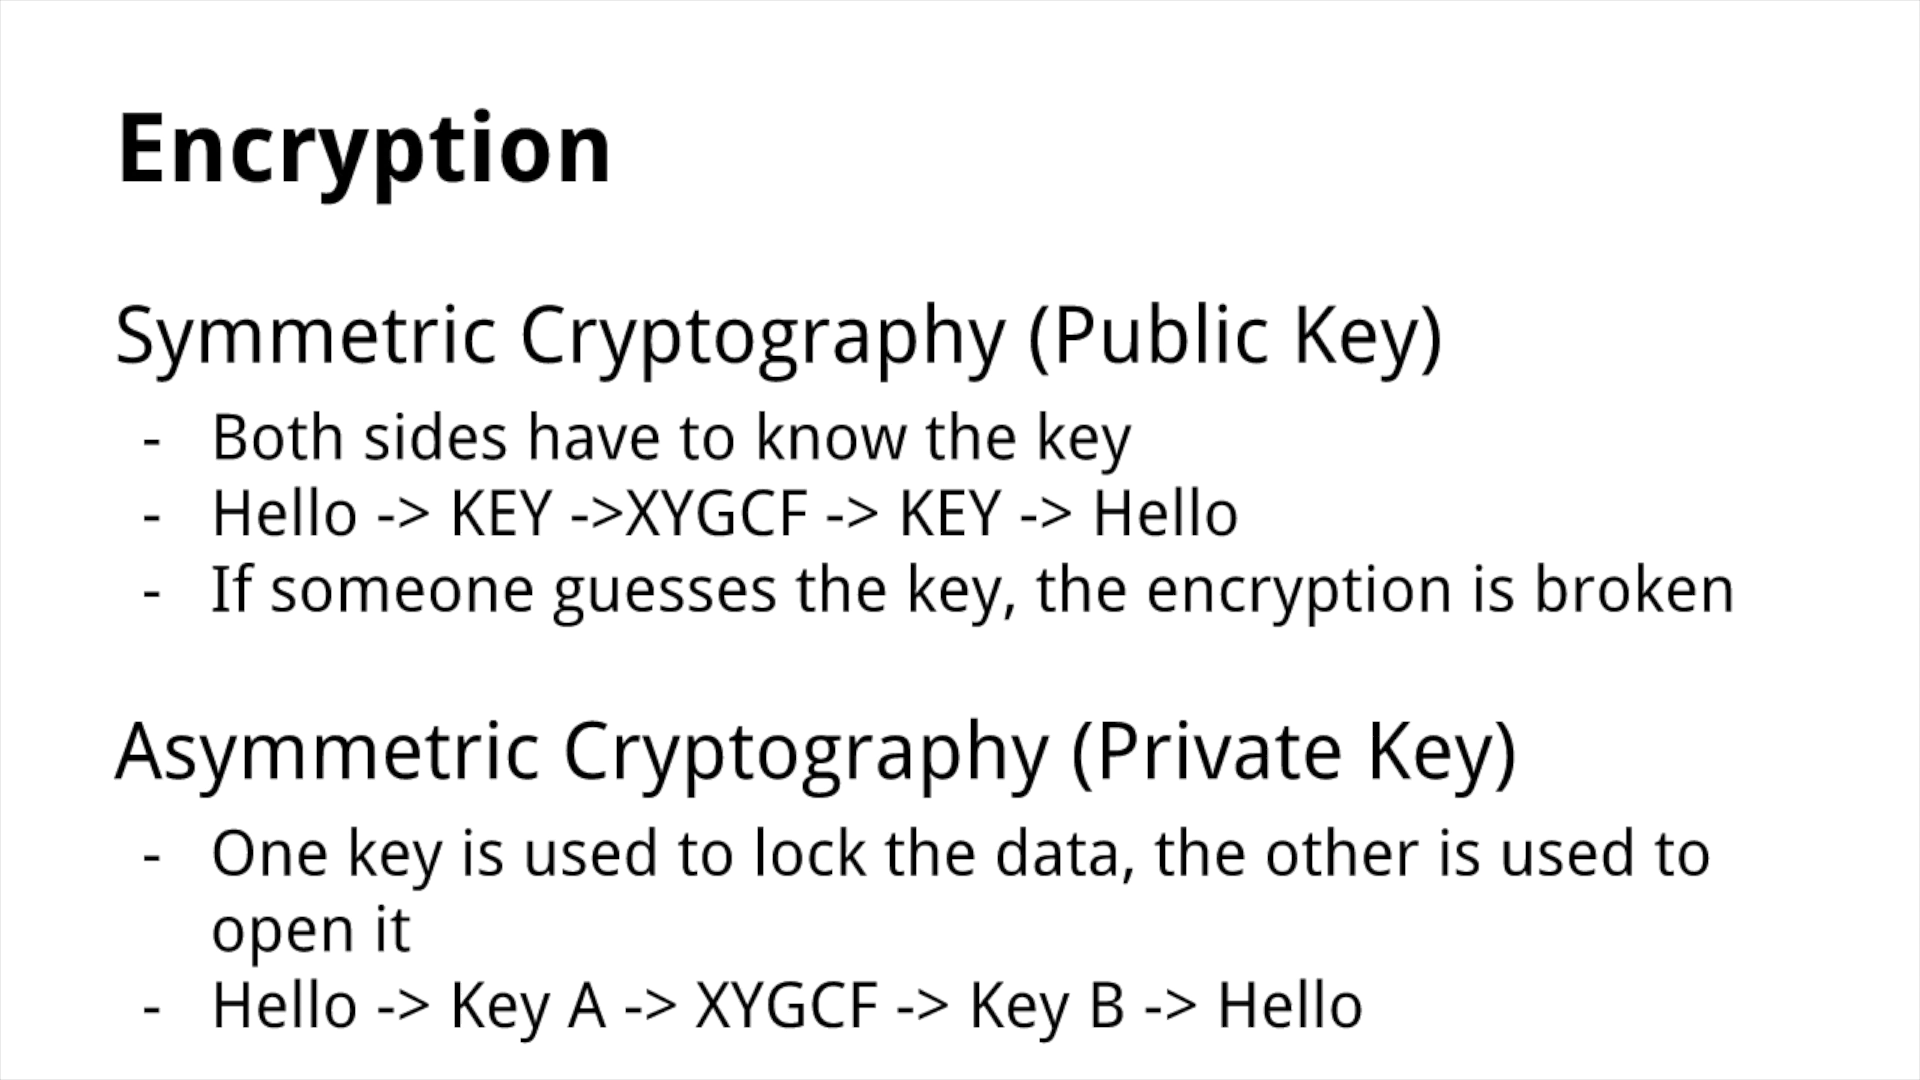 Encryption
Symmetric Cryptography (Public Key)
- Both sides have to know the key
- Hello -> KEY ->XYGCF -> KEY -> Hello
- If someone guesses the key, the encryption is broken
Asymmetric Cryptography (Private Key)
- One key is used to lock the data, the other is used to
open it
- Hello -> Key A -> XYGCF -> Key B -> Hello